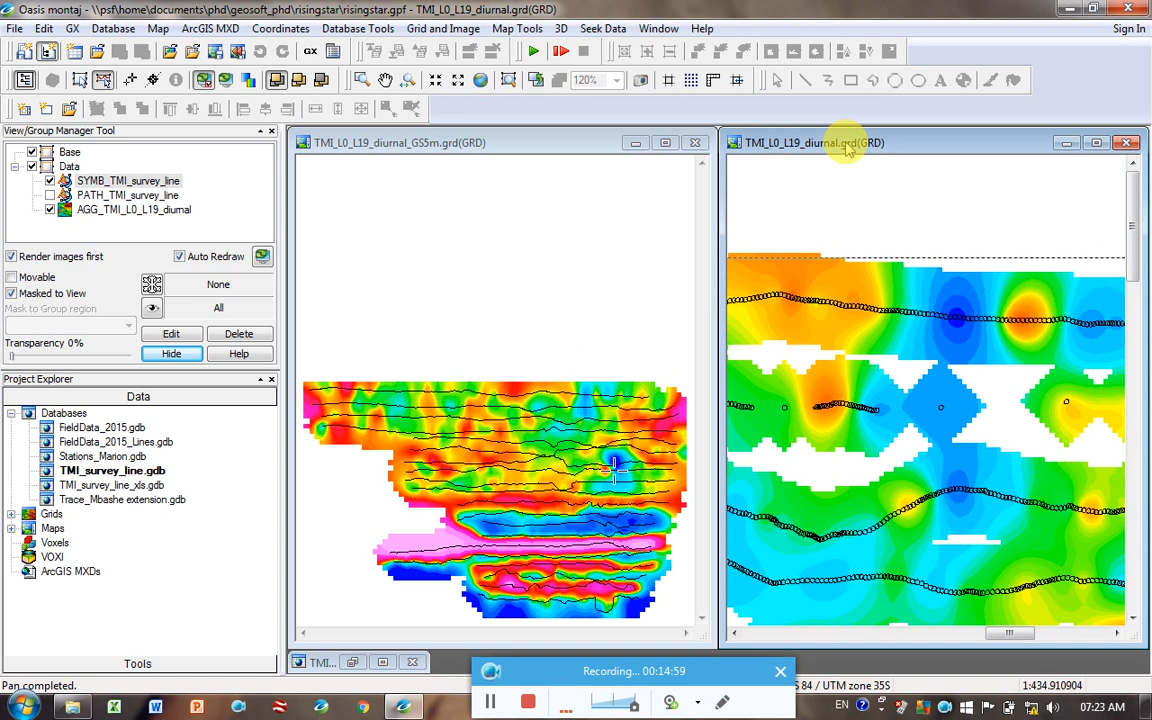 Oasis montaj - \\psf\home\documents\phd\geosoft_phd\risingstar\risingstar.gpf - TMI_L0_L19_diurnal.grd(GRD)
File Edit GX Database Map ArcGIS MXD Coordinates Database Tools Grid and Image Map Tools 3D Seek Data Window Help Sign In
GX
120%
A
View/Group Manager Tool
Base
Data
SYMB_TMI_survey_line
PATH_TMI_survey_line
AGG_TMI_L0_L19_diurnal
Render images first Auto Redraw
Movable
Masked to View
Mask to Group region
None
All
Transparency 0%
Edit Delete
Hide Help
Project Explorer
Data
Databases
FieldData_2015.gdb
FieldData_2015_Lines.gdb
Stations_Marion.gdb
TMI_survey_line.gdb
TMI_survey_line_xls.gdb
Trace_Mbashe extension.gdb
Grids
Maps
Voxels
VOXI
ArcGIS MXDs
Tools
TMI_L0_L19_diurnal_GS5m.grd(GRD)
TMI_L0_L19_diurnal.grd(GRD)
TMI...
Recording... 00:14:59
Pan completed.
S 84 / UTM zone 35S
1:434.910904
EN
07:23 AM